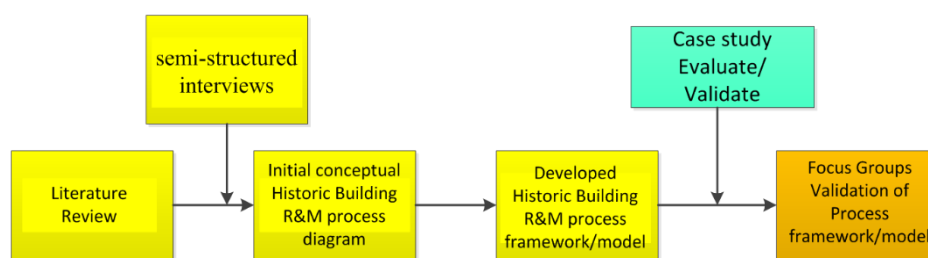 semi-structured
interviews
Case study
Evaluate/
Validate
Literature
Review
Initial conceptual
Historic Building
R&M process
diagram
Developed
Historic Building
R&M process
framework/model
Focus Groups
Validation of
Process
framework/model